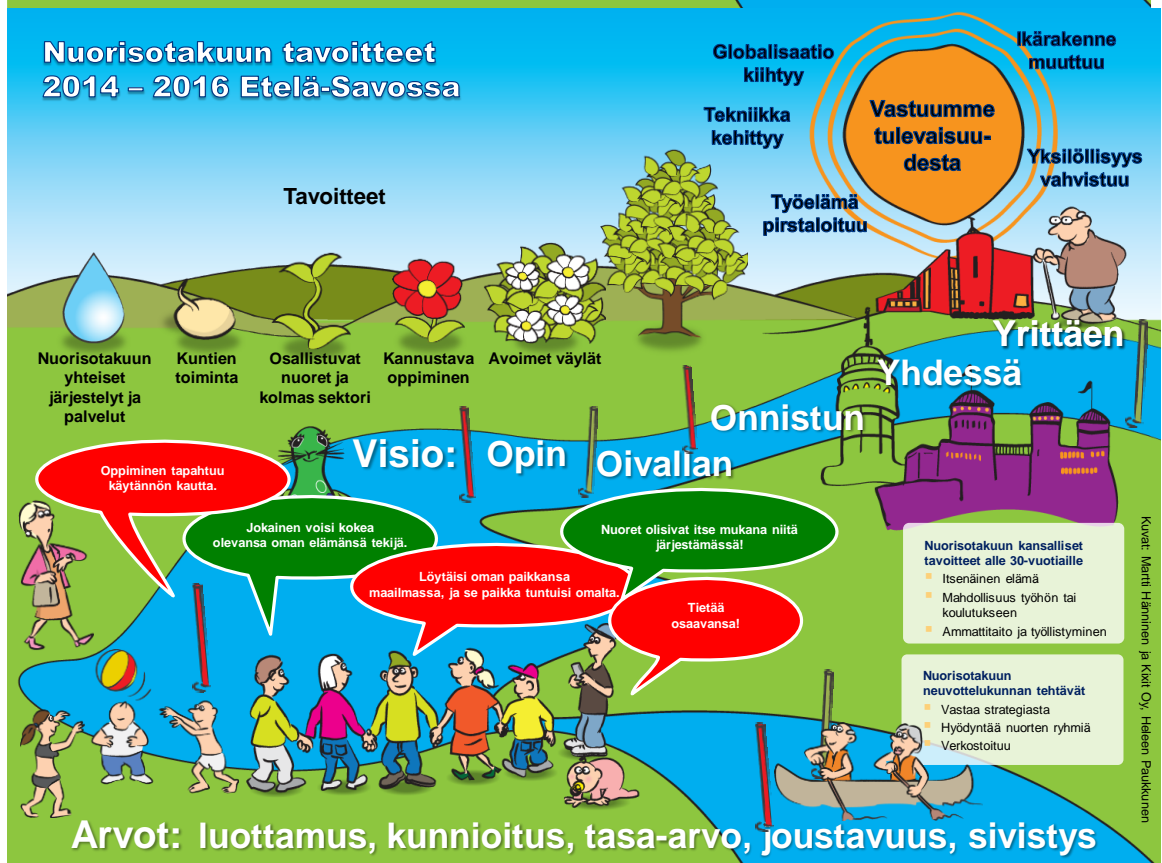 Nuorisotakuun tavoitteet
2014 – 2016 Etelä-Savossa
Globalisaatio
kiihtyy
Ikärakenne
muuttuu
Tekniikka
kehittyy
Vastuumme
tulevaisuu-
desta
Yksilöllisyys
vahvistuu
Työelämä
pirstaloituu
Tavoitteet
Nuorisotakuun
yhteiset
järjestelyt ja
palvelut
Kuntien
toiminta
Osallistuvat
nuoret ja
kolmas sektori
Kannustava
oppiminen
Avoimet väylät
Visio:
Opin
Oivallan
Onnistun
Yhdessä
Yrittäen
Oppiminen tapahtuu
käytännön kautta.
Jokainen voisi kokea
olevansa oman elämänsä tekijä.
Löytäisi oman paikkansa
maailmassa, ja se paikka tuntuisi omalta.
Nuoret olisivat itse mukana niitä
järjestämässä!
Tietää
osaavansa!
Nuorisotakuun kansalliset
tavoitteet alle 30-vuotiaille
Itsenäinen elämä
Mahdollisuus työhön tai
koulutukseen
Ammattitaito ja työllistyminen
Nuorisotakuun
neuvottelukunnan tehtävät
Vastaa strategiasta
Hyödyntää nuorten ryhmiä
Verkostoituu
Kuvat: Martti Hänninen ja Kixit Oy, Heleen Paukkunen
Arvot: luottamus, kunnioitus, tasa-arvo, joustavuus, sivistys